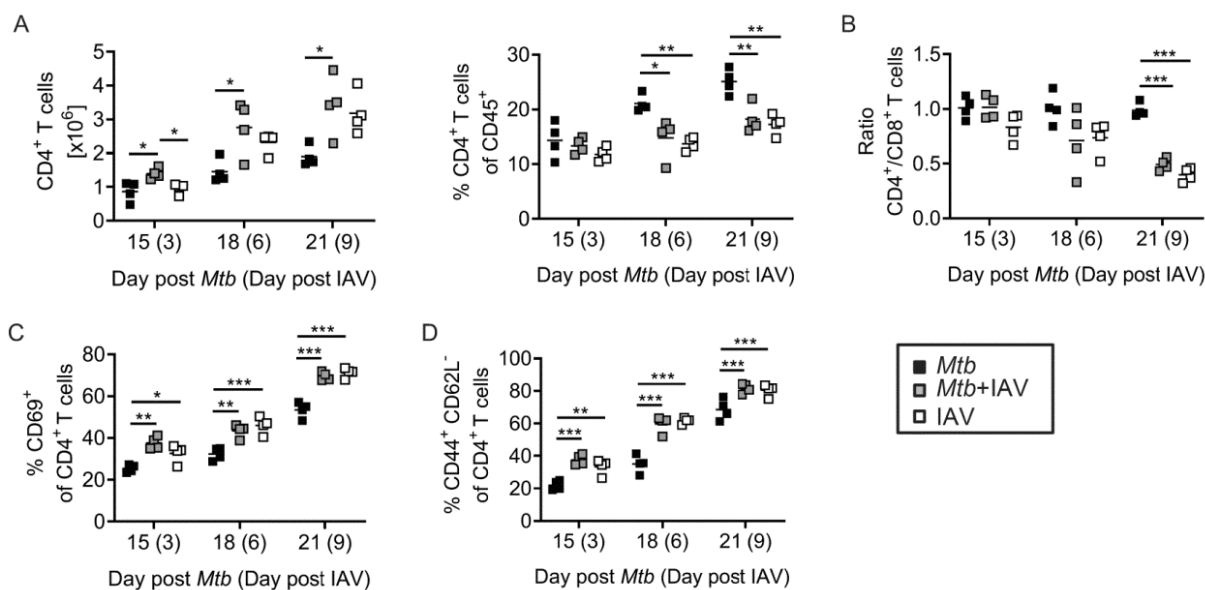 A
CD4⁺ T cells
[x10⁶]
5
4
3
2
1
0
*
*
*
*
15 (3) 18 (6) 21 (9)
Day post Mtb (Day post IAV)
% CD4⁺ T cells
of CD45⁺
30
20
10
0
**
*
**
**
15 (3) 18 (6) 21 (9)
Day post Mtb (Day post IAV)
B
Ratio
CD4⁺/CD8⁺ T cells
1.5
1.0
0.5
0.0
***
***
15 (3) 18 (6) 21 (9)
Day post Mtb (Day post IAV)
C
% CD69⁺
of CD4⁺ T cells
80
60
40
20
0
*
**
***
**
***
***
15 (3) 18 (6) 21 (9)
Day post Mtb (Day post IAV)
D
% CD44⁺ CD62L⁻
of CD4⁺ T cells
100
80
60
40
20
0
**
***
***
***
***
***
15 (3) 18 (6) 21 (9)
Day post Mtb (Day post IAV)
Mtb
Mtb+IAV
IAV